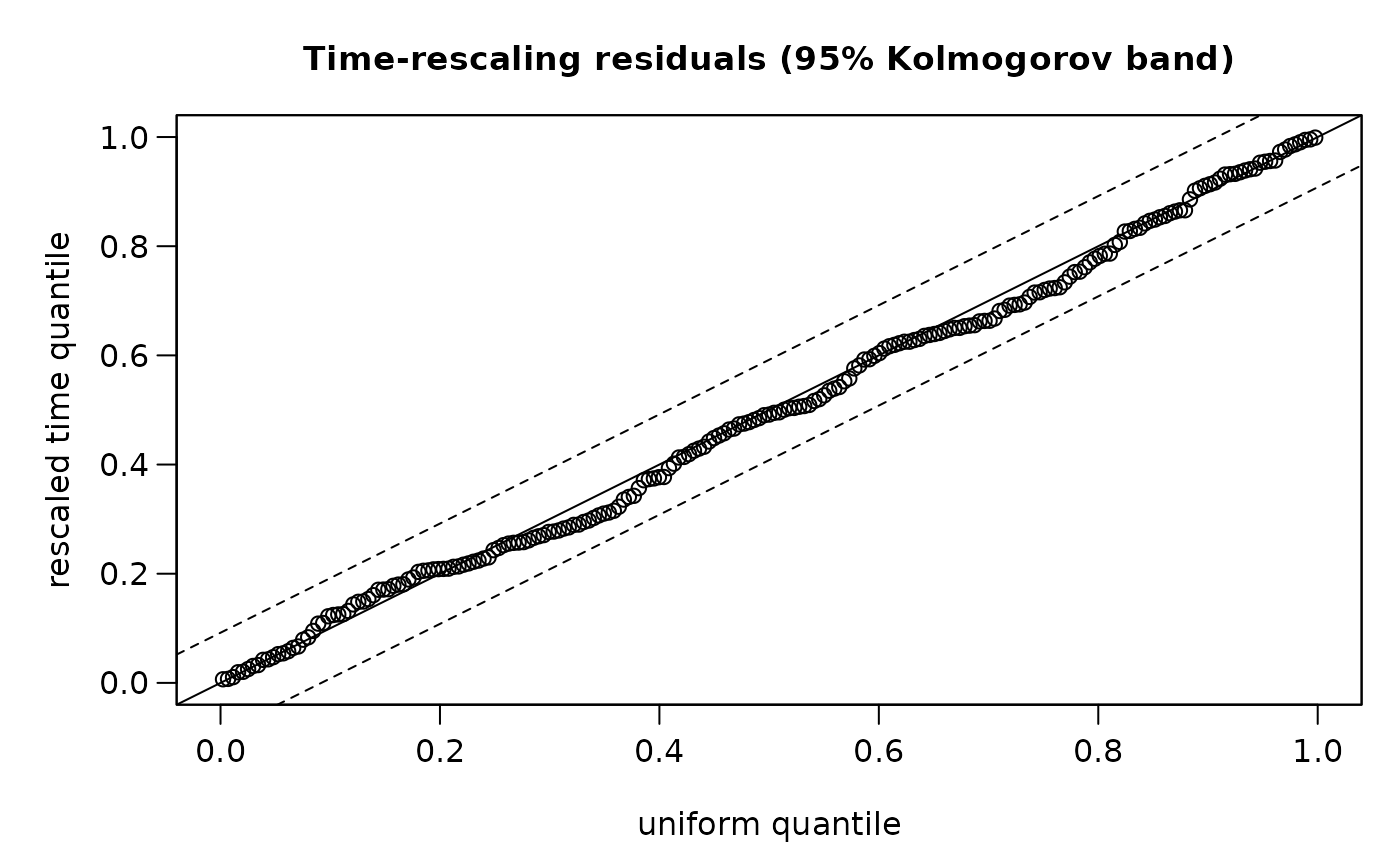 Time-rescaling residuals (95% Kolmogorov band)
rescaled time quantile
1.0
0.8
0.6
0.4
0.2
0.0
0.0 0.2 0.4 0.6 0.8 1.0
uniform quantile